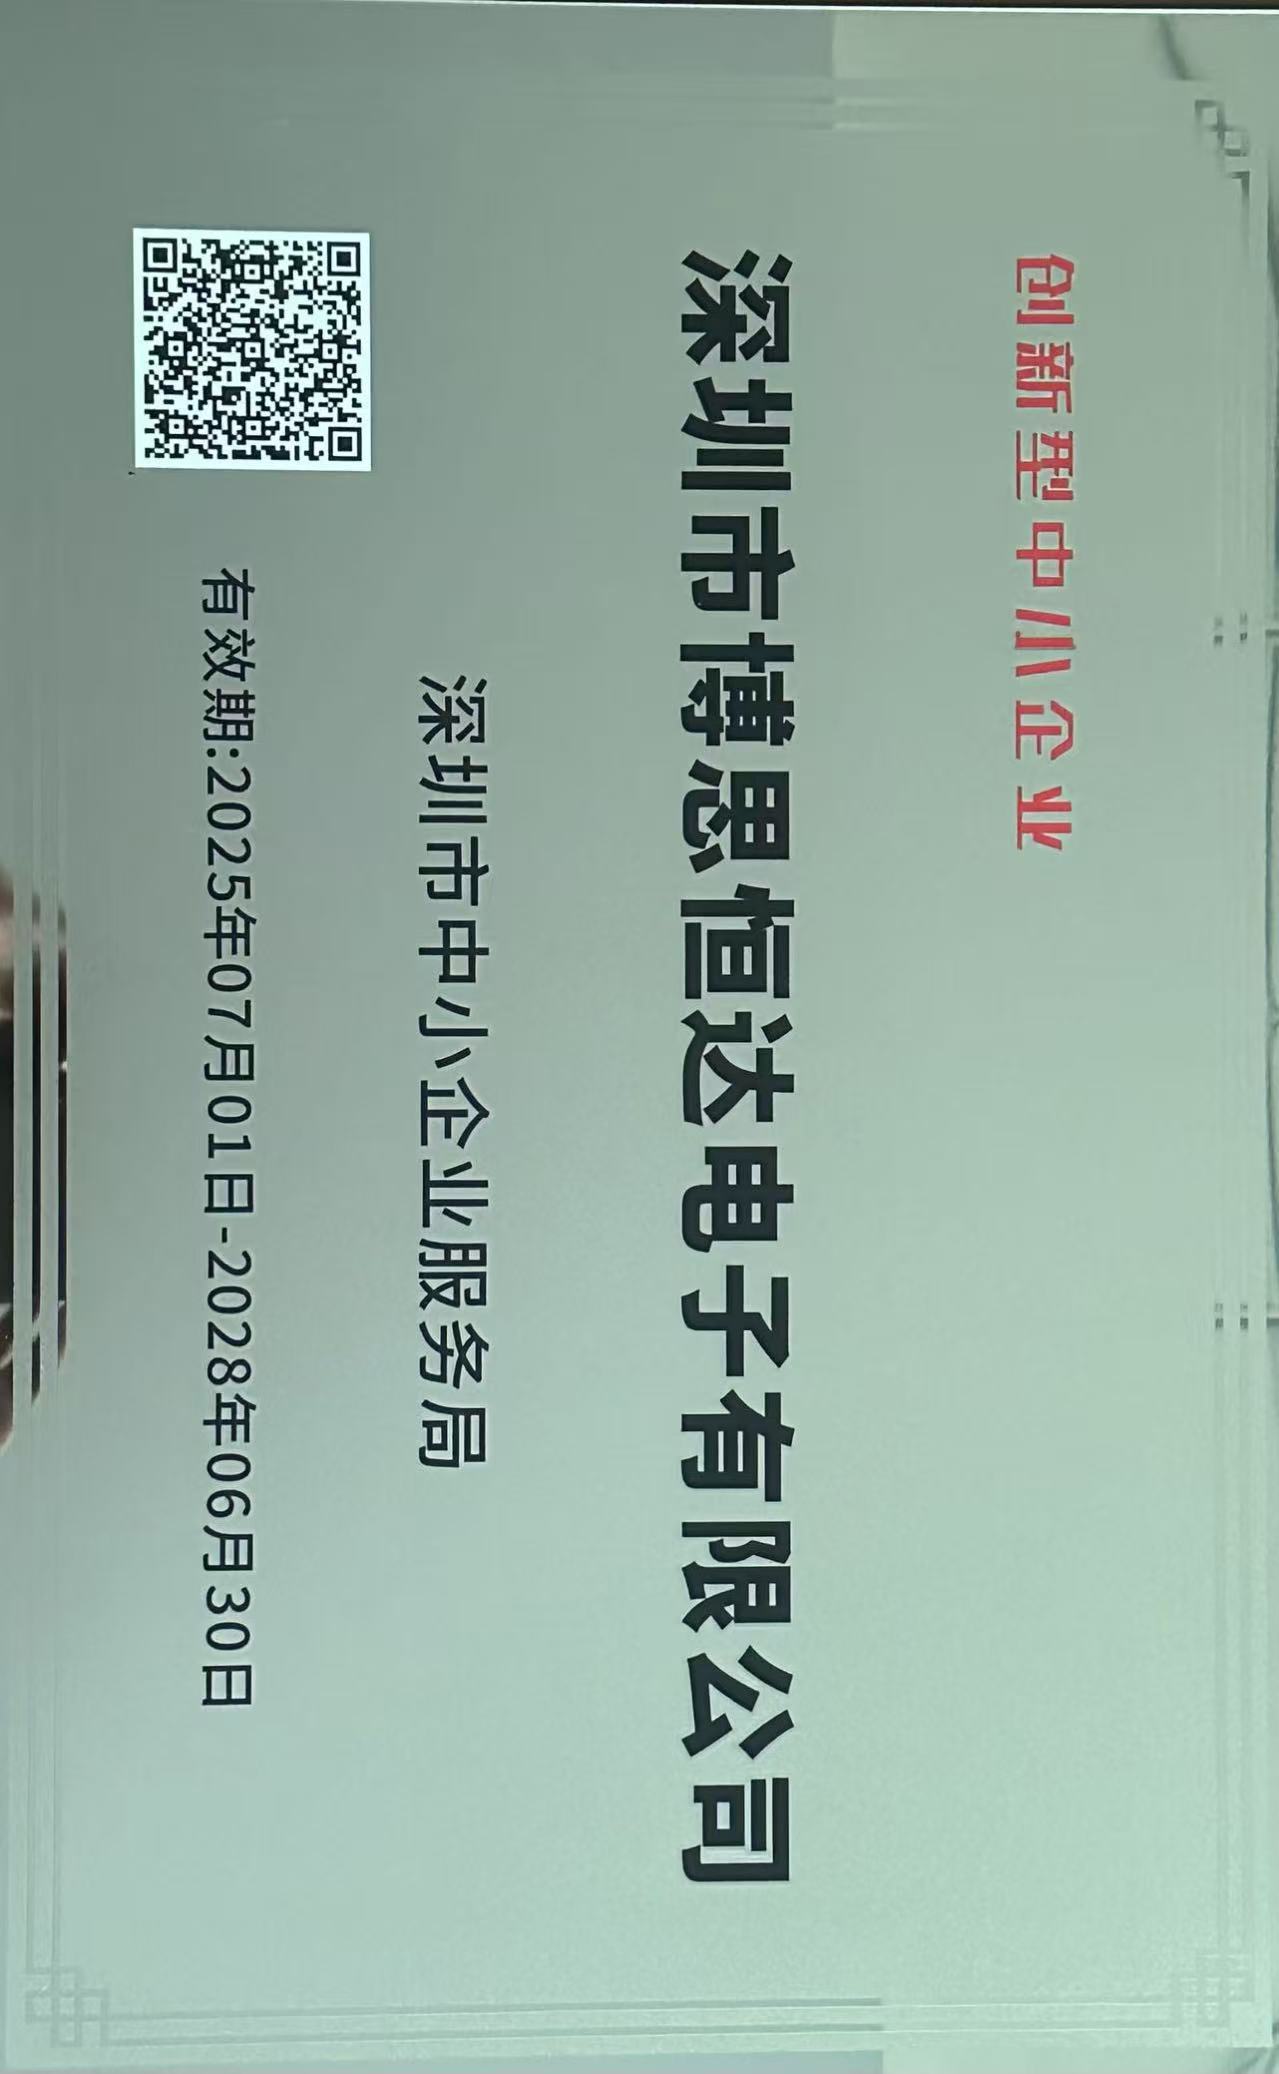 创新型中小企业
深圳市博思恒达电子有限公司
深圳市中小企业服务局
有效期:2025年07月01日-2028年06月30日